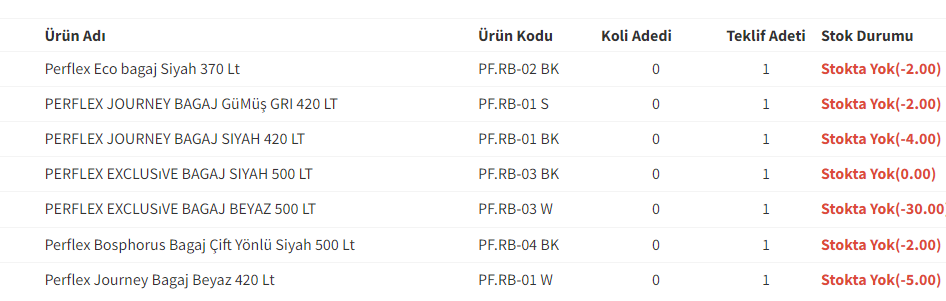 Ürün Adı Ürün Kodu Koli Adedi Teklif Adeti Stok Durumu
Perflex Eco bagaj Siyah 370 Lt PF.RB-02 BK 0 1 Stokta Yok(-2.00)
PERFLEX JOURNEY BAGAJ GüMüş GRI 420 LT PF.RB-01 S 0 1 Stokta Yok(-2.00)
PERFLEX JOURNEY BAGAJ SIYAH 420 LT PF.RB-01 BK 0 1 Stokta Yok(-4.00)
PERFLEX EXCLUSıVE BAGAJ SIYAH 500 LT PF.RB-03 BK 0 1 Stokta Yok(0.00)
PERFLEX EXCLUSıVE BAGAJ BEYAZ 500 LT PF.RB-03 W 0 1 Stokta Yok(-30.00
Perflex Bosphorus Bagaj Çift Yönlü Siyah 500 Lt PF.RB-04 BK 0 1 Stokta Yok(-2.00)
Perflex Journey Bagaj Beyaz 420 Lt PF.RB-01 W 0 1 Stokta Yok(-5.00)